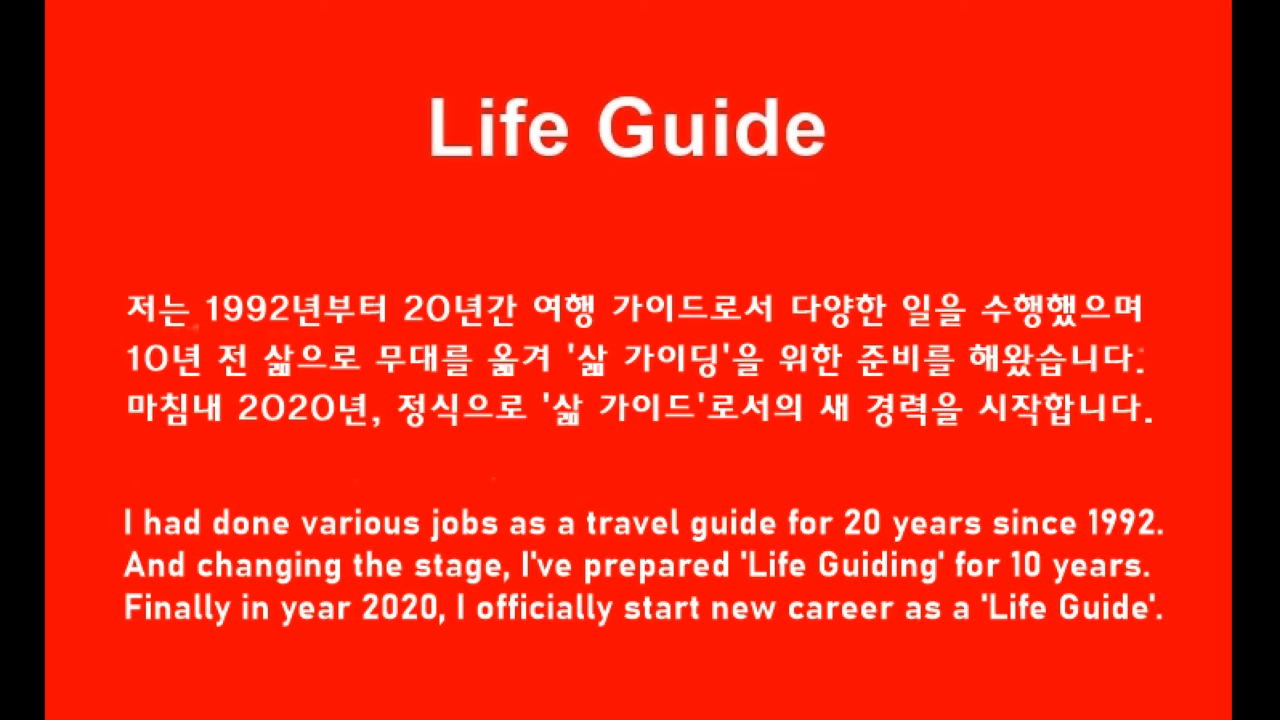 Life Guide
저는 1992년부터 20년간 여행 가이드로서 다양한 일을 수행했으며
10년 전 삶으로 무대를 옮겨 '삶 가이딩'을 위한 준비를 해왔습니다.
마침내 2020년, 정식으로 '삶 가이드'로서의 새 경력을 시작합니다.
I had done various jobs as a travel guide for 20 years since 1992.
And changing the stage, I've prepared 'Life Guiding' for 10 years.
Finally in year 2020, I officially start new career as a 'Life Guide'.